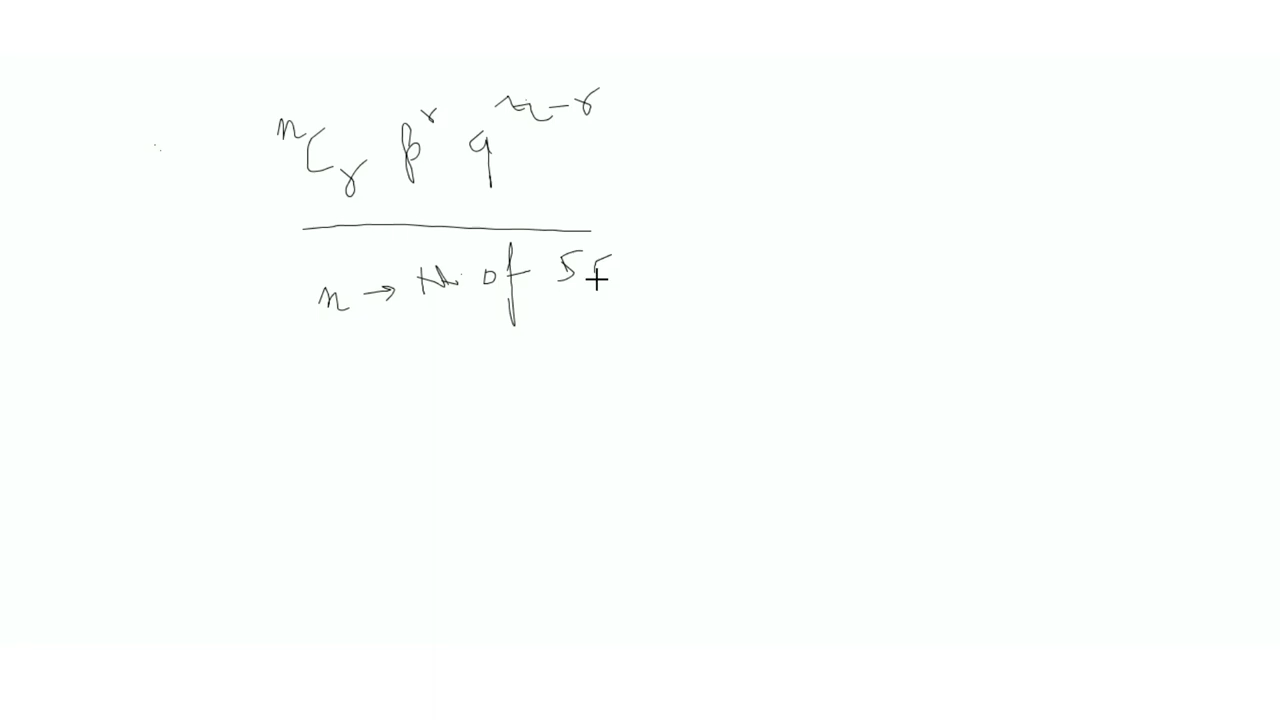 ⁿCᵣ pʳ qⁿ⁻ʳ
n → No of